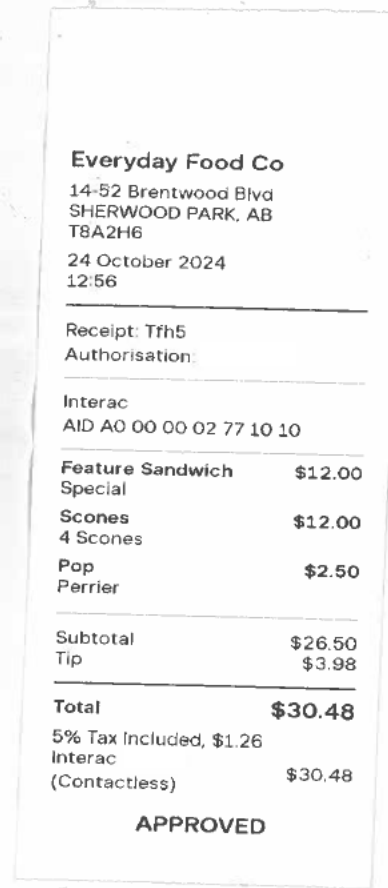 Everyday Food Co
14-52 Brentwood Blvd
SHERWOOD PARK, AB
T8A2H6
24 October 2024
12:56
Receipt: Tfh5
Authorisation:
Interac
AID A0 00 00 02 77 10 10
Feature Sandwich $12.00
Special
Scones $12.00
4 Scones
Pop $2.50
Perrier
Subtotal $26.50
Tip $3.98
Total $30.48
5% Tax Included, $1.26
Interac
(Contactless) $30.48
APPROVED